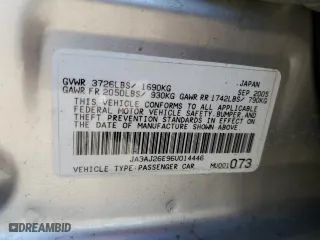 JAPAN
GVWR 3726LBS/ 1690KG SEP 2005
GAWR FR 2050LBS/ 930KG GAWR RR 1742LBS/ 790KG
THIS VEHICLE CONFORMS TO ALL APPLICABLE
FEDERAL MOTOR VEHICLE SAFETY,BUMPER,AND
THEFT PREVENTION STANDARDS IN EFFECT ON
THE DATE OF MANUFACTURE SHOWN ABOVE.
JA3AJ26E96U014446
VEHICLE TYPE:PASSENGER CAR MU001073
© AutoBidMaster